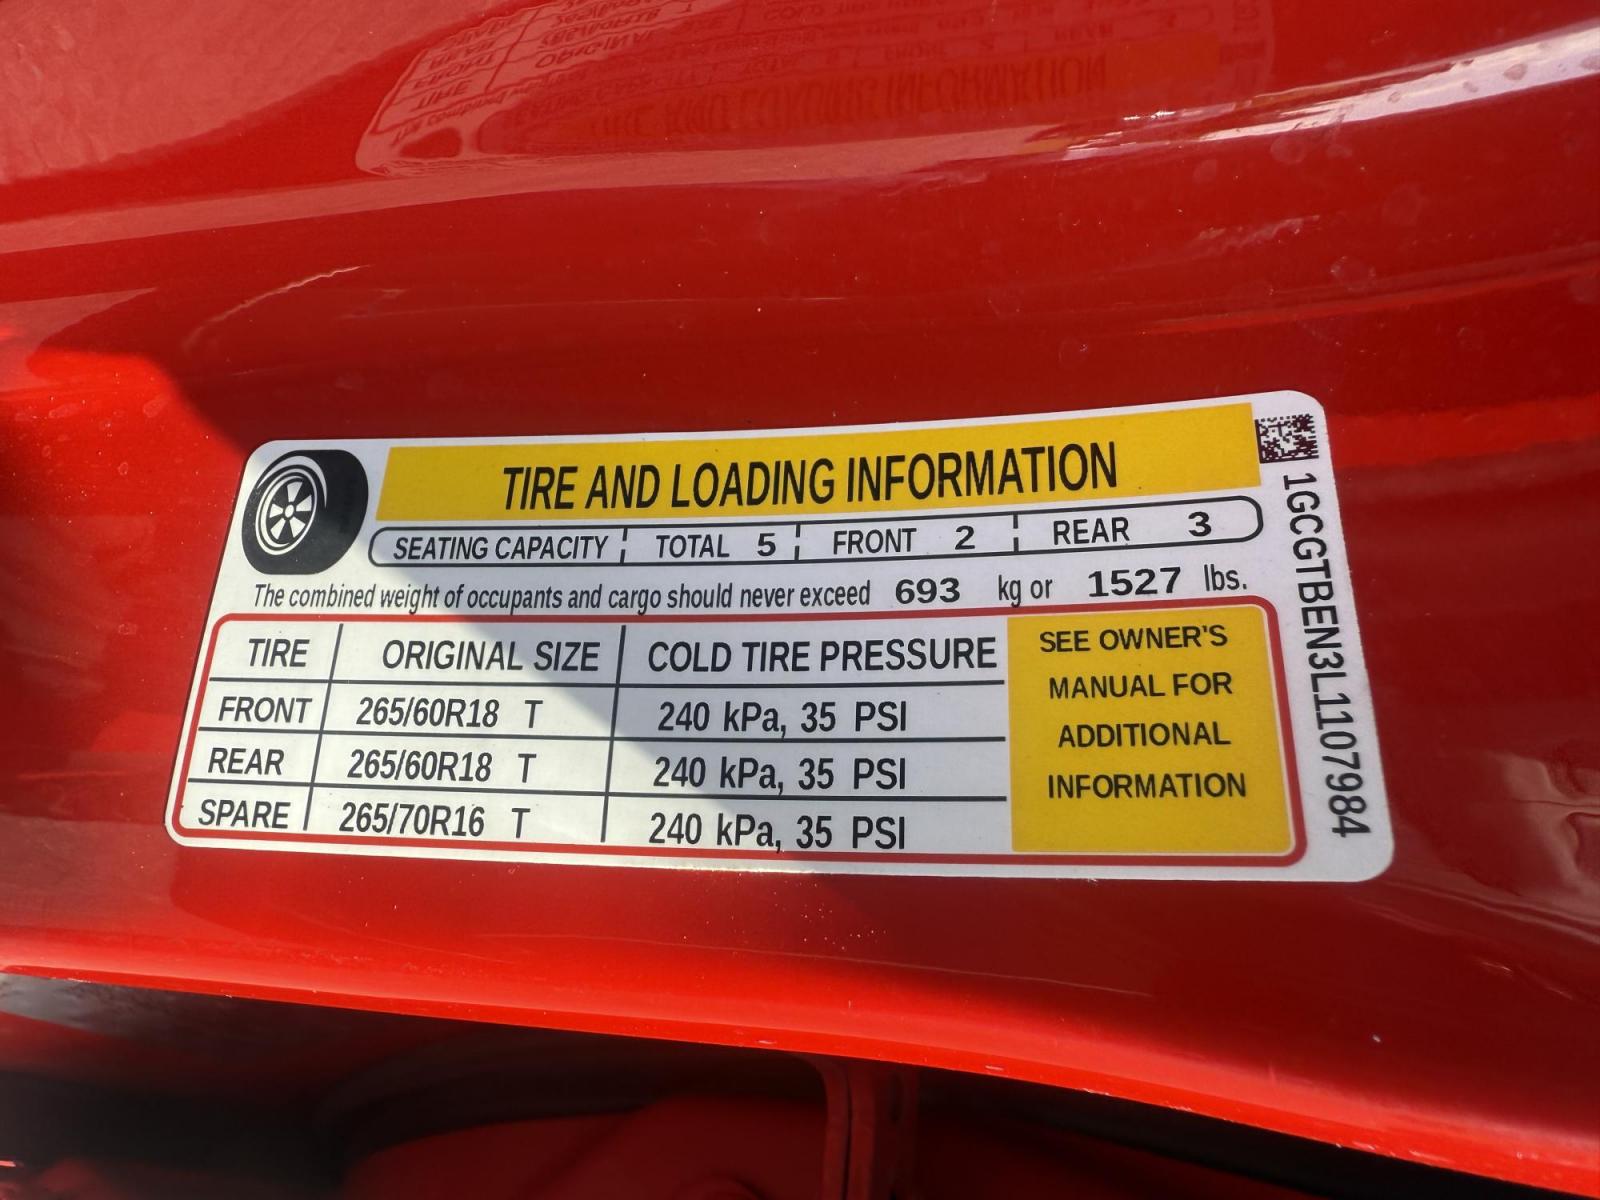 TIRE AND LOADING INFORMATION
SEATING CAPACITY TOTAL 5 FRONT 2 REAR 3
The combined weight of occupants and cargo should never exceed 693 kg or 1527 lbs.
TIRE ORIGINAL SIZE COLD TIRE PRESSURE
FRONT 265/60R18 T 240 kPa, 35 PSI
REAR 265/60R18 T 240 kPa, 35 PSI
SPARE 265/70R16 T 240 kPa, 35 PSI
SEE OWNER'S
MANUAL FOR
ADDITIONAL
INFORMATION
1GCGTBEN3L1107984